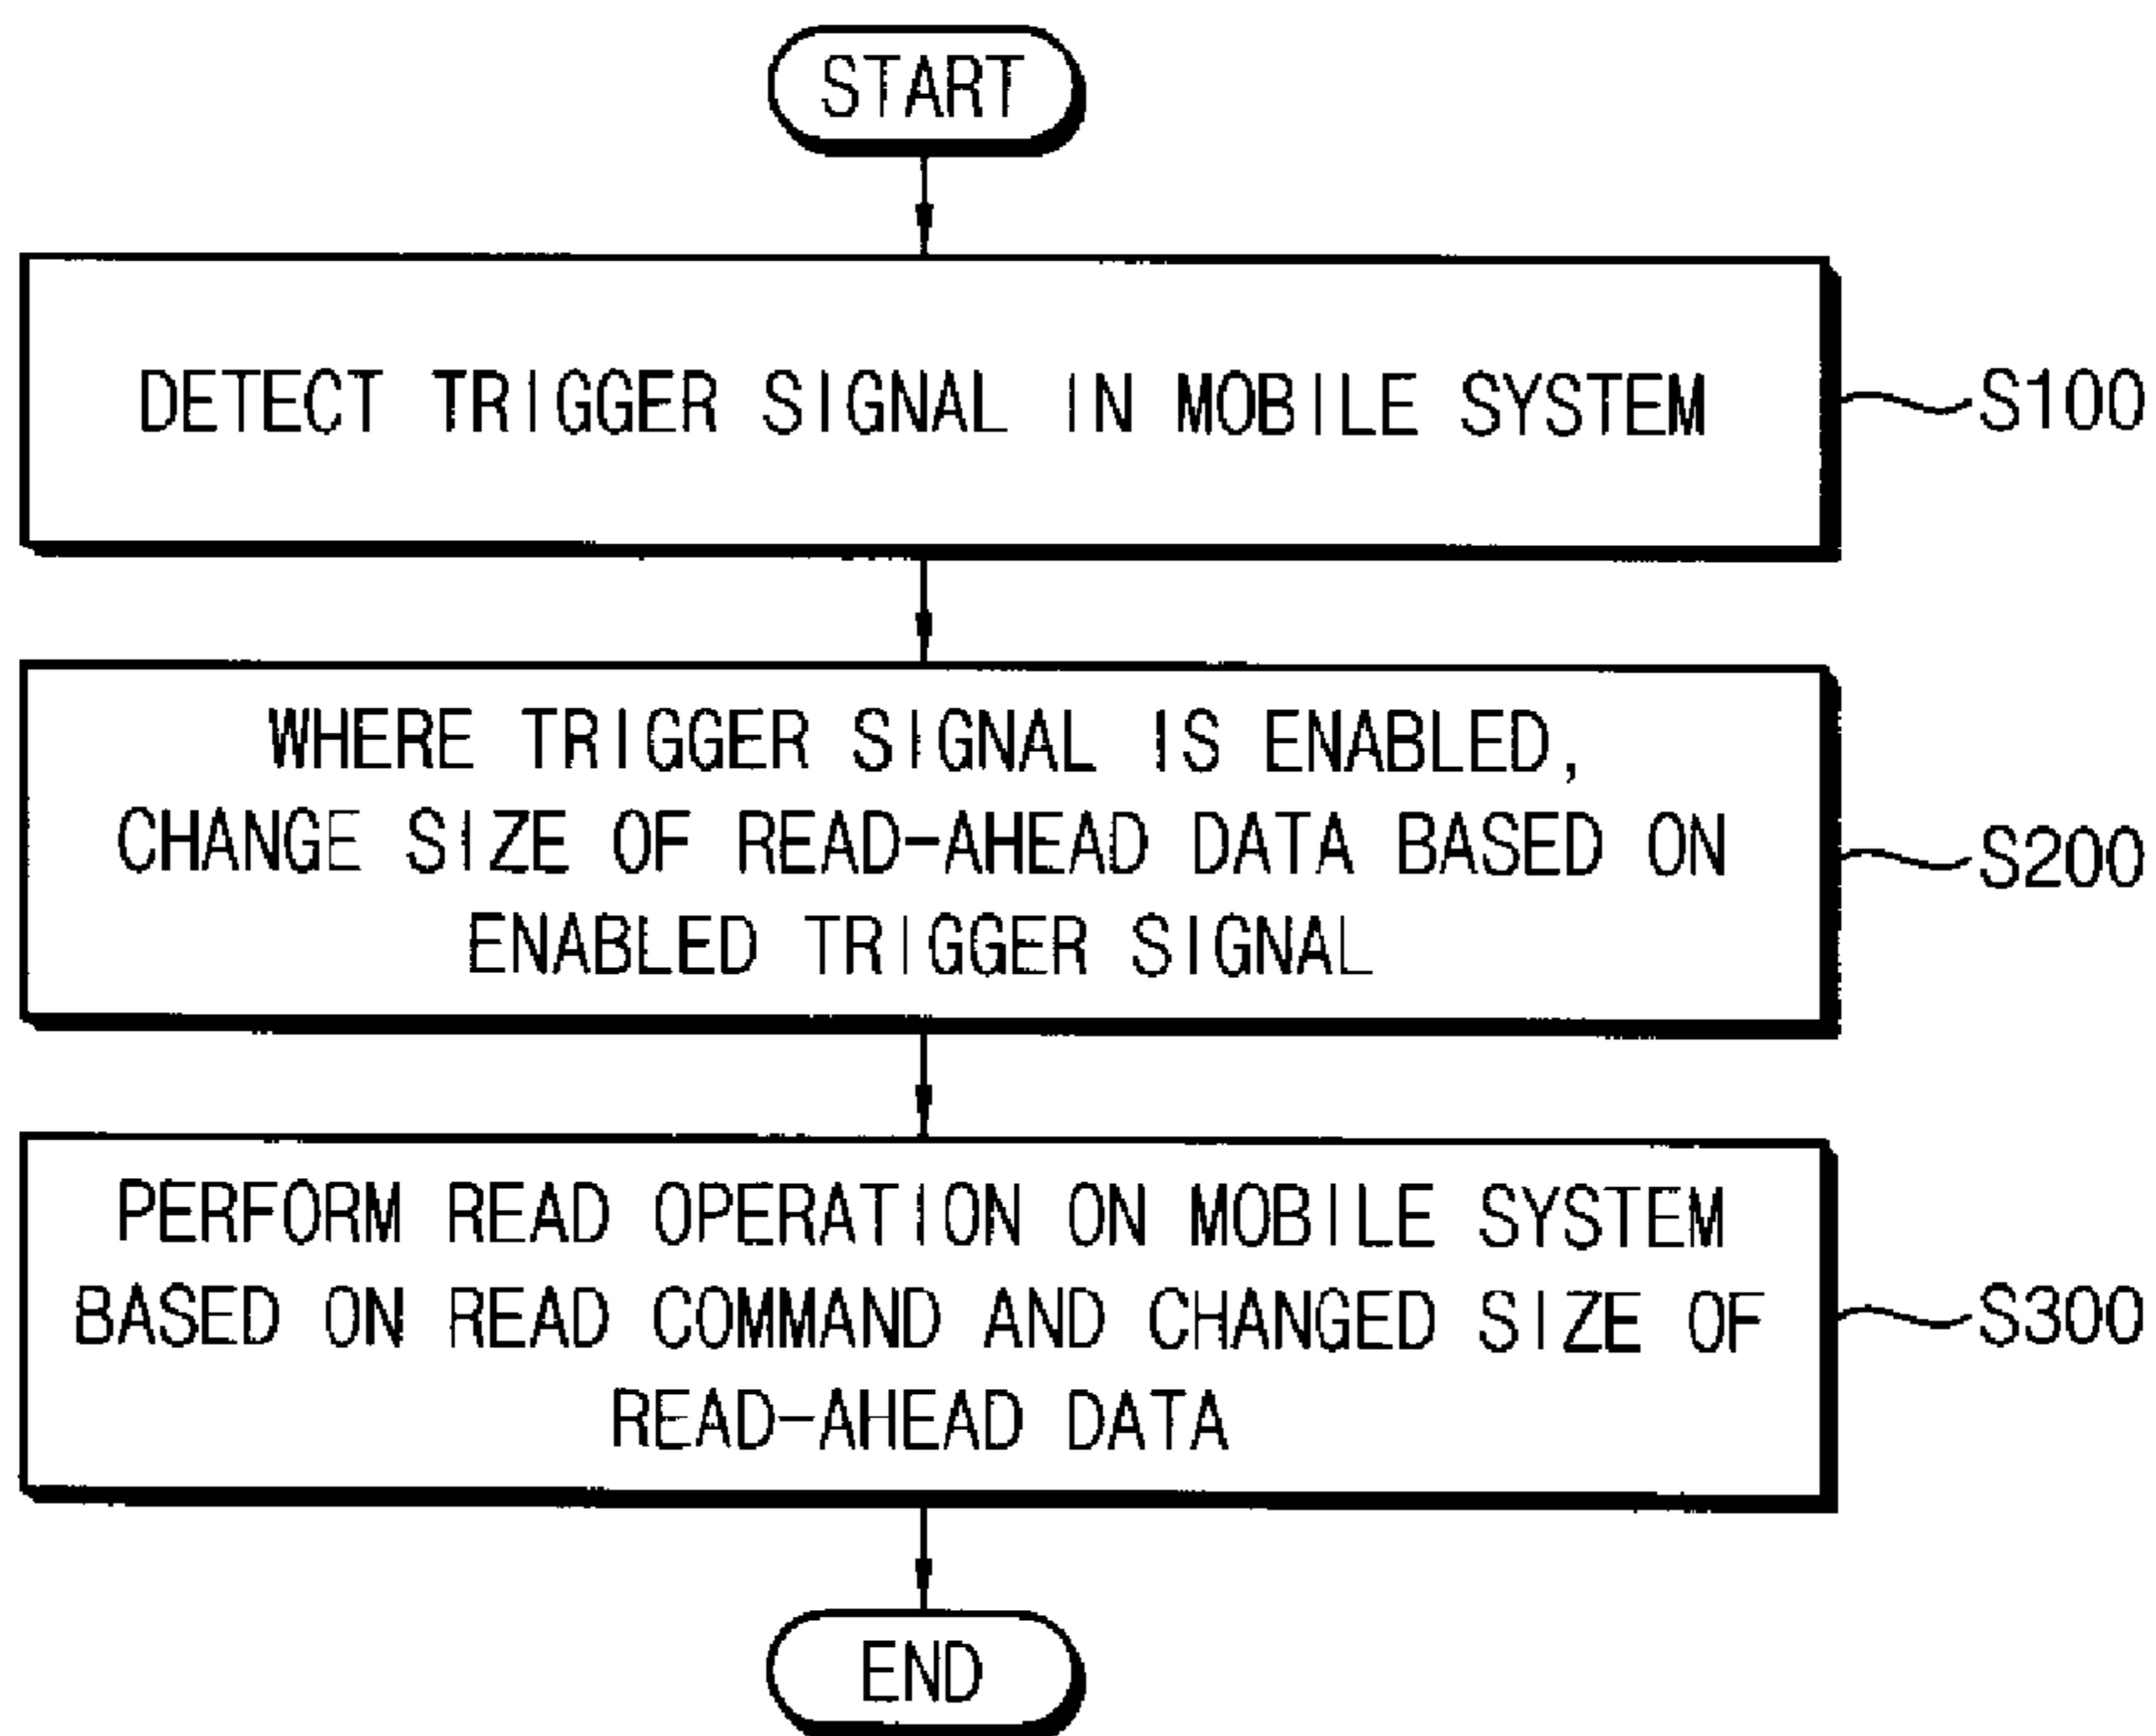 START
DETECT TRIGGER SIGNAL IN MOBILE SYSTEM
S100
WHERE TRIGGER SIGNAL IS ENABLED,
CHANGE SIZE OF READ-AHEAD DATA BASED ON
ENABLED TRIGGER SIGNAL
S200
PERFORM READ OPERATION ON MOBILE SYSTEM
BASED ON READ COMMAND AND CHANGED SIZE OF
READ-AHEAD DATA
S300
END